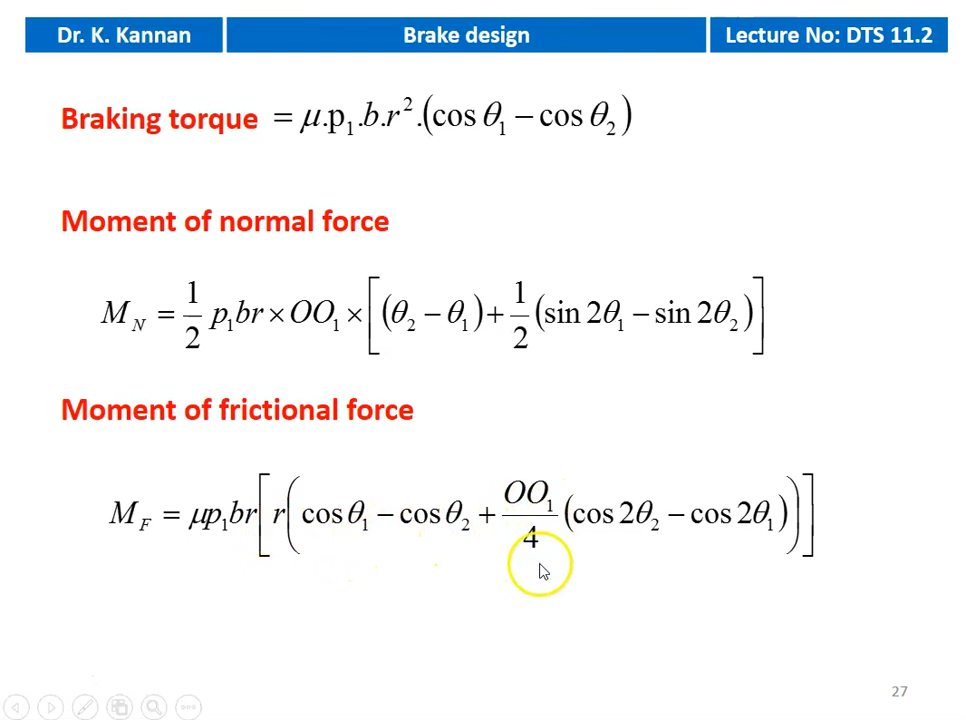 Dr. K. Kannan Brake design Lecture No: DTS 11.2
Braking torque = μ.p₁.b.r².(cos θ₁ − cos θ₂)
Moment of normal force
M_N = 1/2 p₁br × OO₁ × [(θ₂ − θ₁) + 1/2 (sin 2θ₁ − sin 2θ₂)]
Moment of frictional force
M_F = μp₁br[r(cos θ₁ − cos θ₂ + OO₁/4 (cos 2θ₂ − cos 2θ₁))]
27